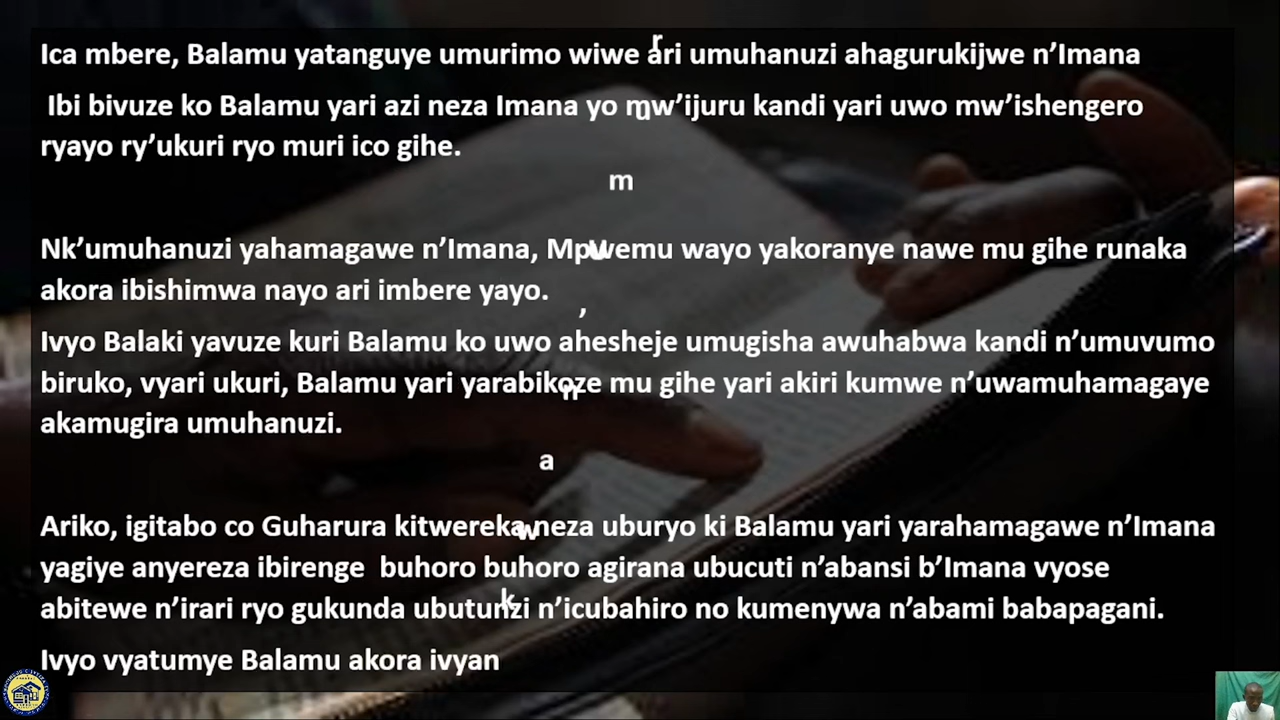 Ica mbere, Balamu yatanguye umurimo wiwe ari umuhanuzi ahagurukijwe n’Imana
Ibi bivuze ko Balamu yari azi neza Imana yo mw’ijuru kandi yari uwo mw’ishengero
ryayo ry’ukuri ryo muri ico gihe.
Nk’umuhanuzi yahamagawe n’Imana, Mpwemu wayo yakoranye nawe mu gihe runaka
akora ibishimwa nayo ari imbere yayo.
Ivyo Balaki yavuze kuri Balamu ko uwo ahesheje umugisha awuhabwa kandi n’umuvumo
biruko, vyari ukuri, Balamu yari yarabikoze mu gihe yari akiri kumwe n’uwamuhamagaye
akamugira umuhanuzi.
Ariko, igitabo co Guharura kitwereka neza uburyo ki Balamu yari yarahamagawe n’Imana
yagiye anyereza ibirenge buhoro buhoro agirana ubucuti n’abansi b’Imana vyose
abitewe n’irari ryo gukunda ubutunzi n’icubahiro no kumenywa n’abami babapagani.
Ivyo vyatumye Balamu akora ivyan
r
u
m
u
,
n
a
w
k